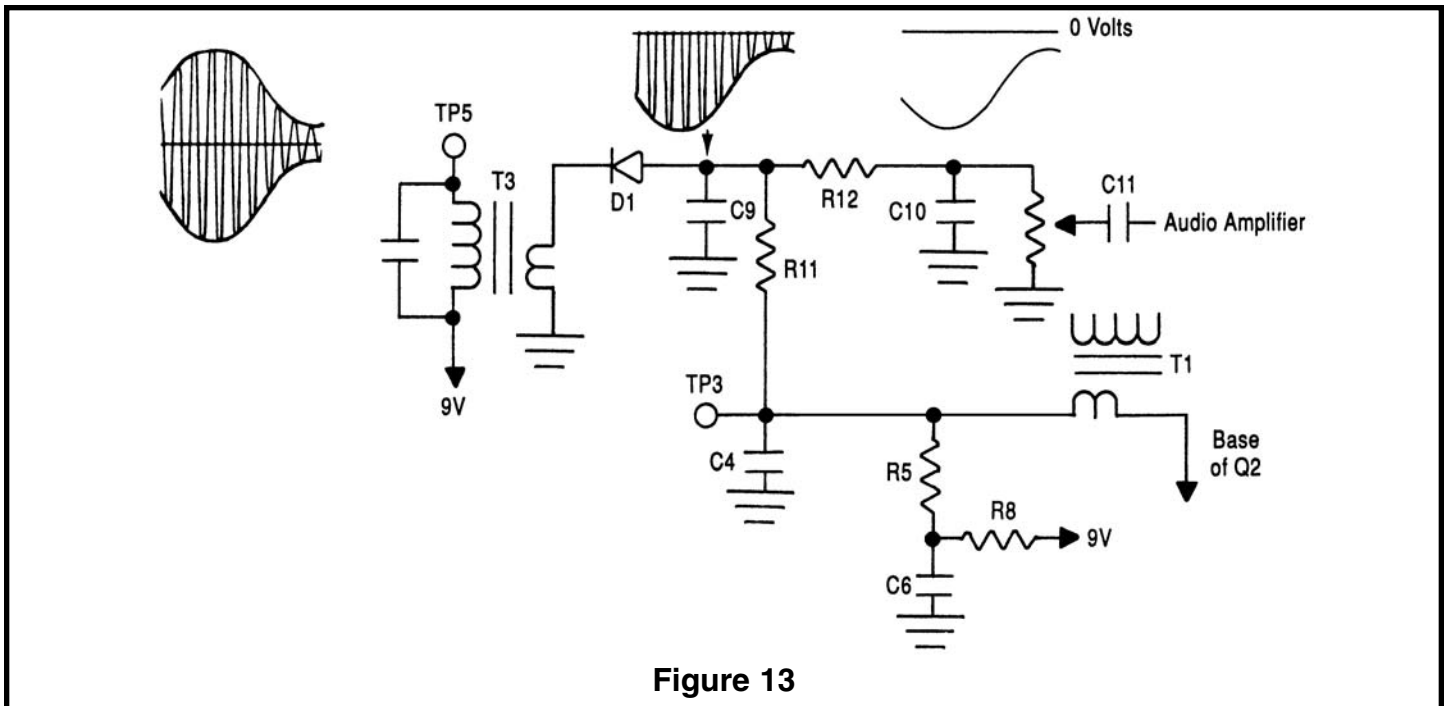 0 Volts
TP5
T3
D1
C9
R12
C10
C11
Audio Amplifier
R11
9V
TP3
T1
C4
R5
Base
of Q2
R8
9V
C6
Figure 13